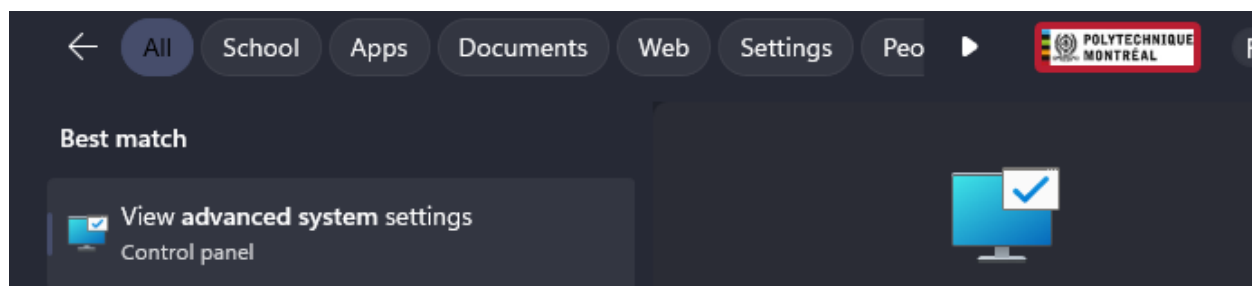 All School Apps Documents Web Settings Peo
POLYTECHNIQUE
MONTRÉAL
Best match
View advanced system settings
Control panel